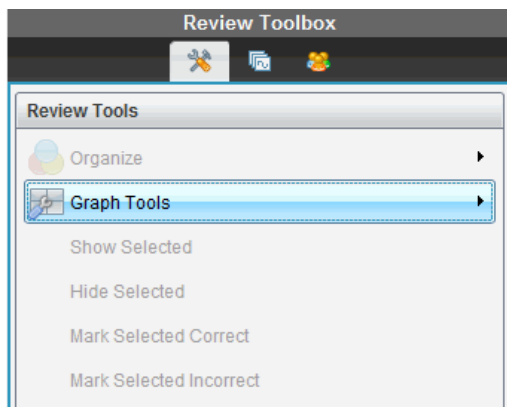 Review Toolbox
Review Tools
Organize
Graph Tools
Show Selected
Hide Selected
Mark Selected Correct
Mark Selected Incorrect